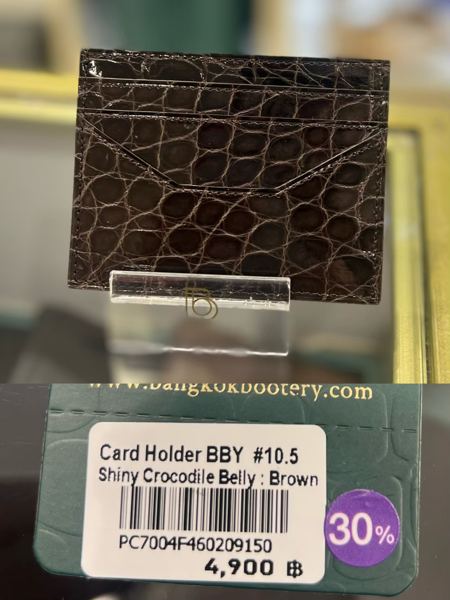 www.bangkokbootery.com
Card Holder BBY #10.5
Shiny Crocodile Belly : Brown
PC7004F460209150
4,900 ฿
30%